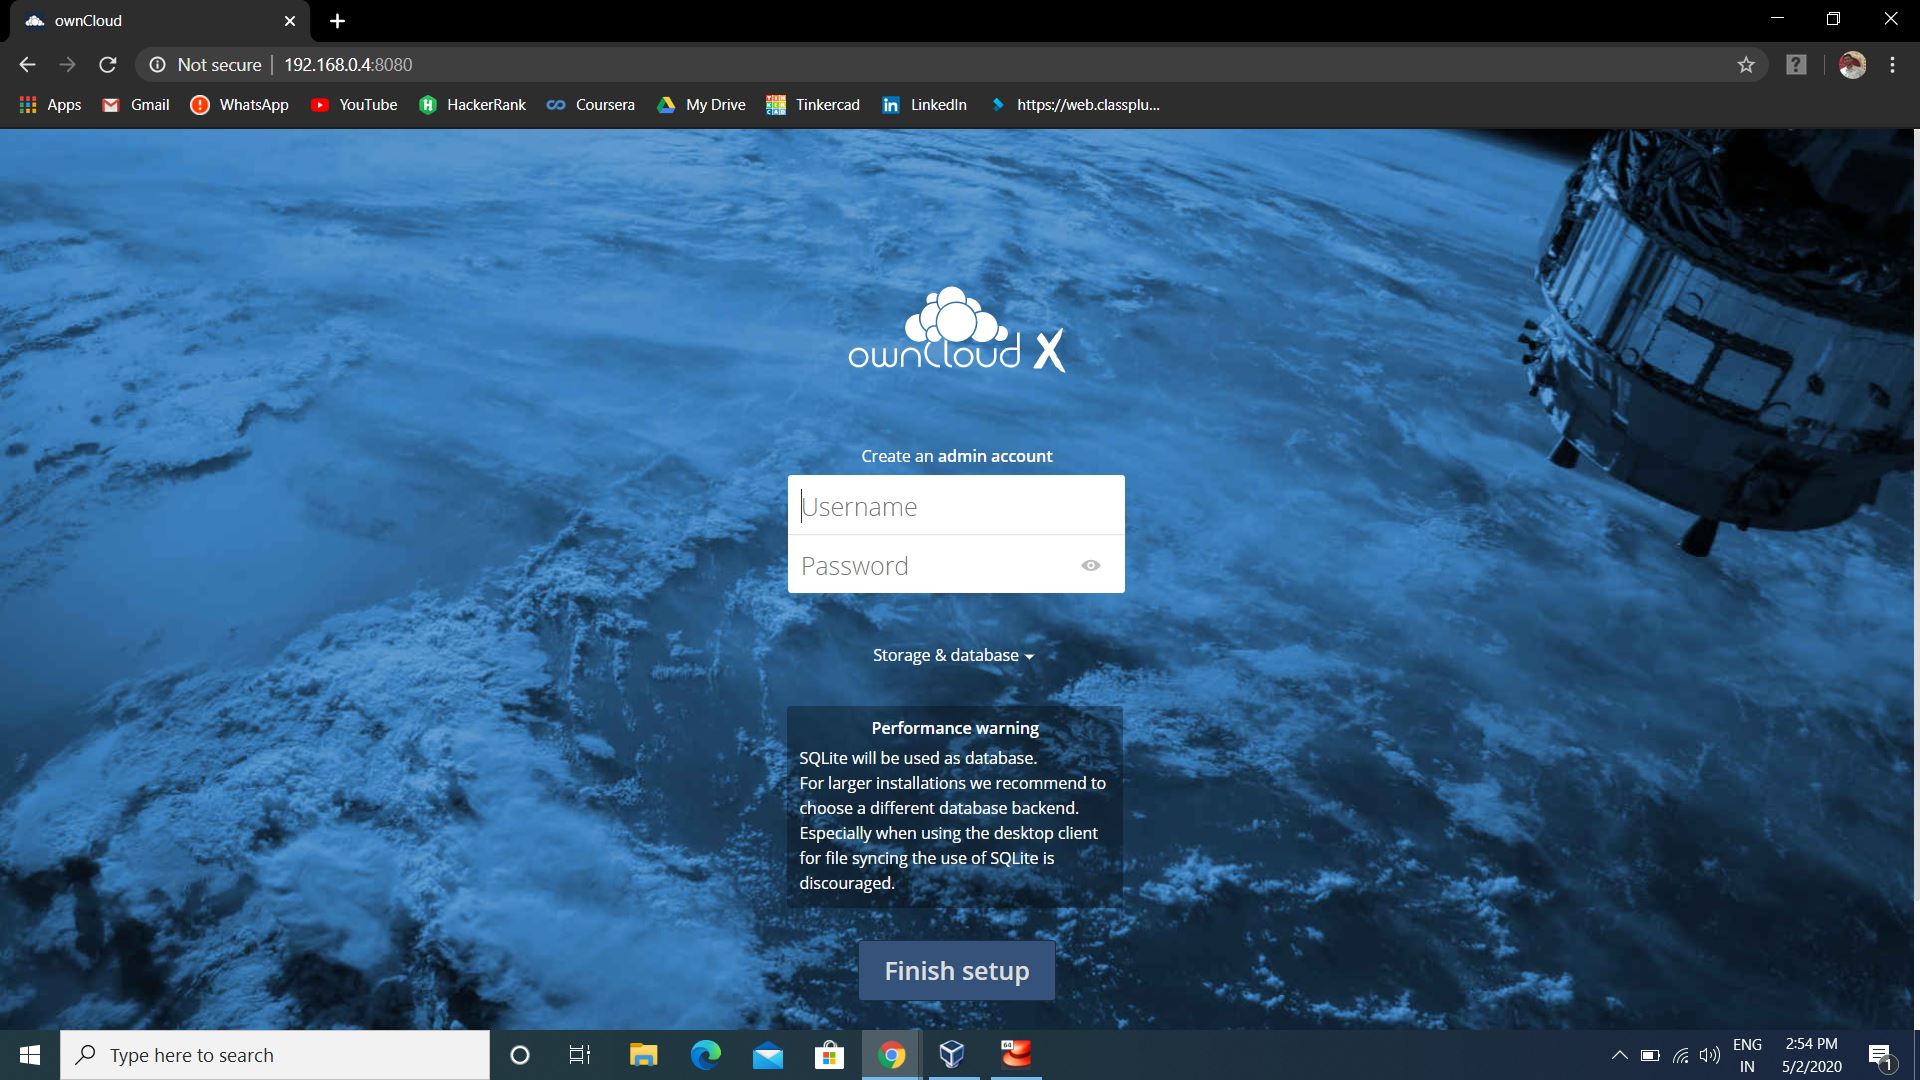 ownCloud
Not secure
192.168.0.4:8080
Apps
Gmail
WhatsApp
YouTube
HackerRank
Coursera
My Drive
Tinkercad
LinkedIn
https://web.classplu...
ownCloud X
Create an admin account
Username
Password
Storage & database
Performance warning
SQLite will be used as database.
For larger installations we recommend to
choose a different database backend.
Especially when using the desktop client
for file syncing the use of SQLite is
discouraged.
Finish setup
Type here to search
64
ENG
IN
2:54 PM
5/2/2020
1